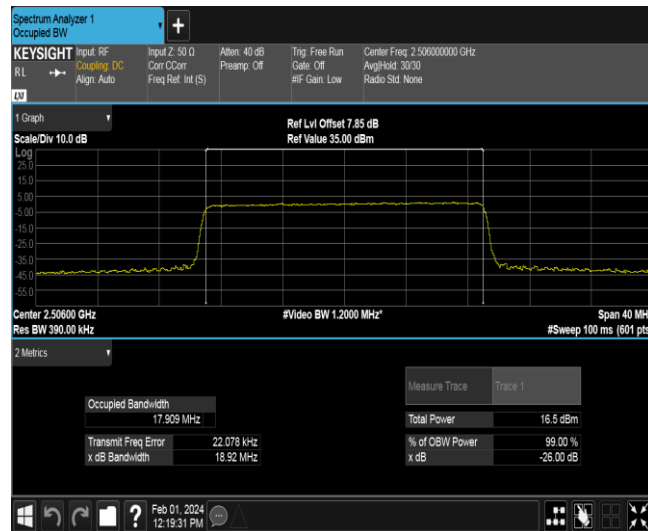 Spectrum Analyzer 1
Occupied BW
+
KEYSIGHT Input: RF Input Z: 50 Ω Atten: 40 dB Trig: Free Run Center Freq: 2.506000000 GHz
RL Coupling: DC Corr CCorr Preamp: Off Gate: Off Avg|Hold: 30/30
Align: Auto Freq Ref: Int (S) #IF Gain: Low Radio Std: None
LXI
1 Graph
Ref Lvl Offset 7.85 dB
Scale/Div 10.0 dB Ref Value 35.00 dBm
Log
25.0
15.0
5.00
-5.00
-15.0
-25.0
-35.0
-45.0
-55.0
Center 2.50600 GHz #Video BW 1.2000 MHz* Span 40 MH
Res BW 390.00 kHz #Sweep 100 ms (601 pts
2 Metrics
Measure Trace Trace 1
Occupied Bandwidth
17.909 MHz Total Power 16.5 dBm
Transmit Freq Error 22.078 kHz % of OBW Power 99.00 %
x dB Bandwidth 18.92 MHz x dB -26.00 dB
? Feb 01, 2024
12:19:31 PM